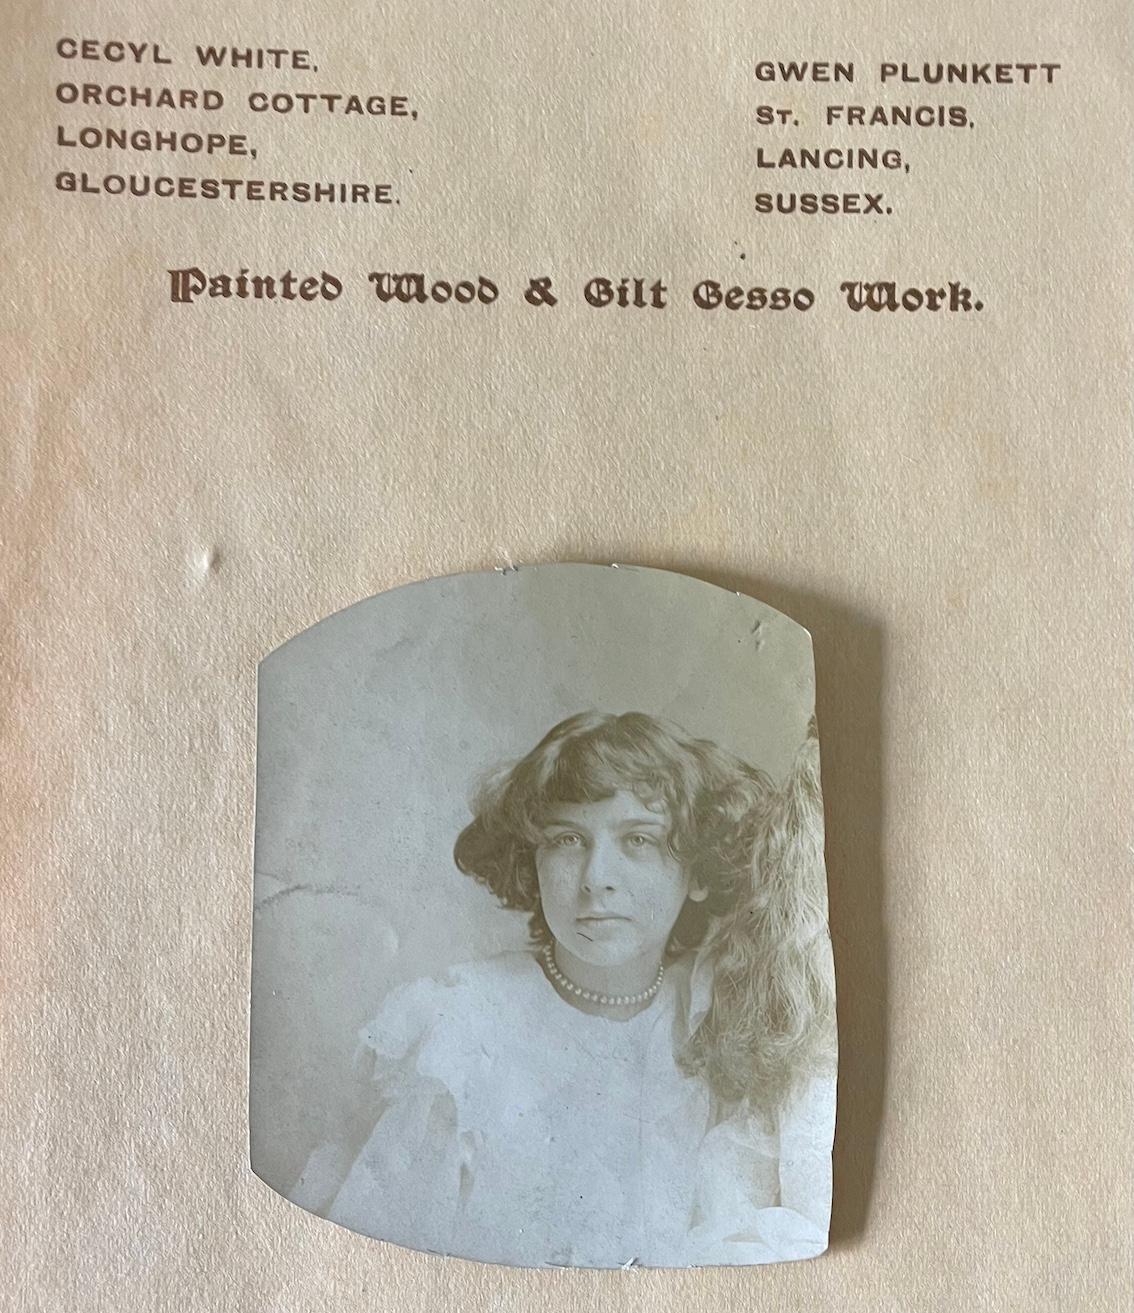 CECYL WHITE,
ORCHARD COTTAGE,
LONGHOPE,
GLOUCESTERSHIRE.
GWEN PLUNKETT
ST. FRANCIS,
LANCING,
SUSSEX.
Painted Wood & Gilt Gesso Work.